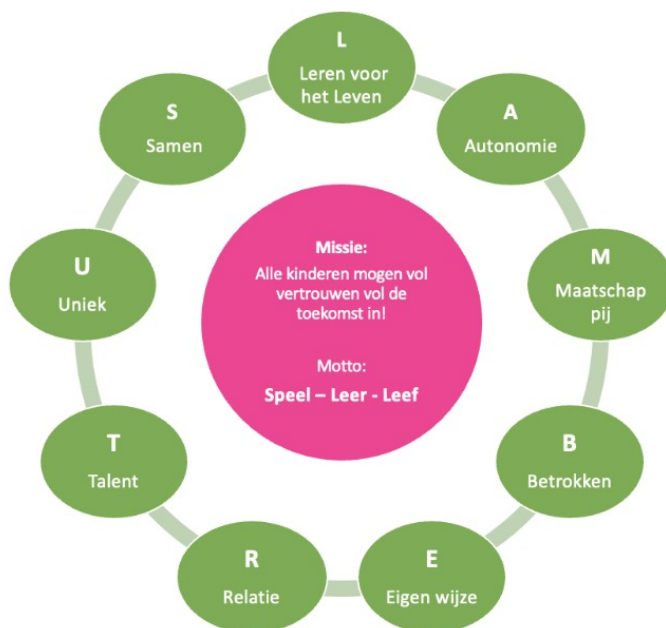 L
Leren voor
het Leven
A
Autonomie
M
Maatschap
pij
B
Betrokken
E
Eigen wijze
R
Relatie
T
Talent
U
Uniek
S
Samen
Missie:
Alle kinderen mogen vol
vertrouwen vol de
toekomst in!
Motto:
Speel – Leer - Leef